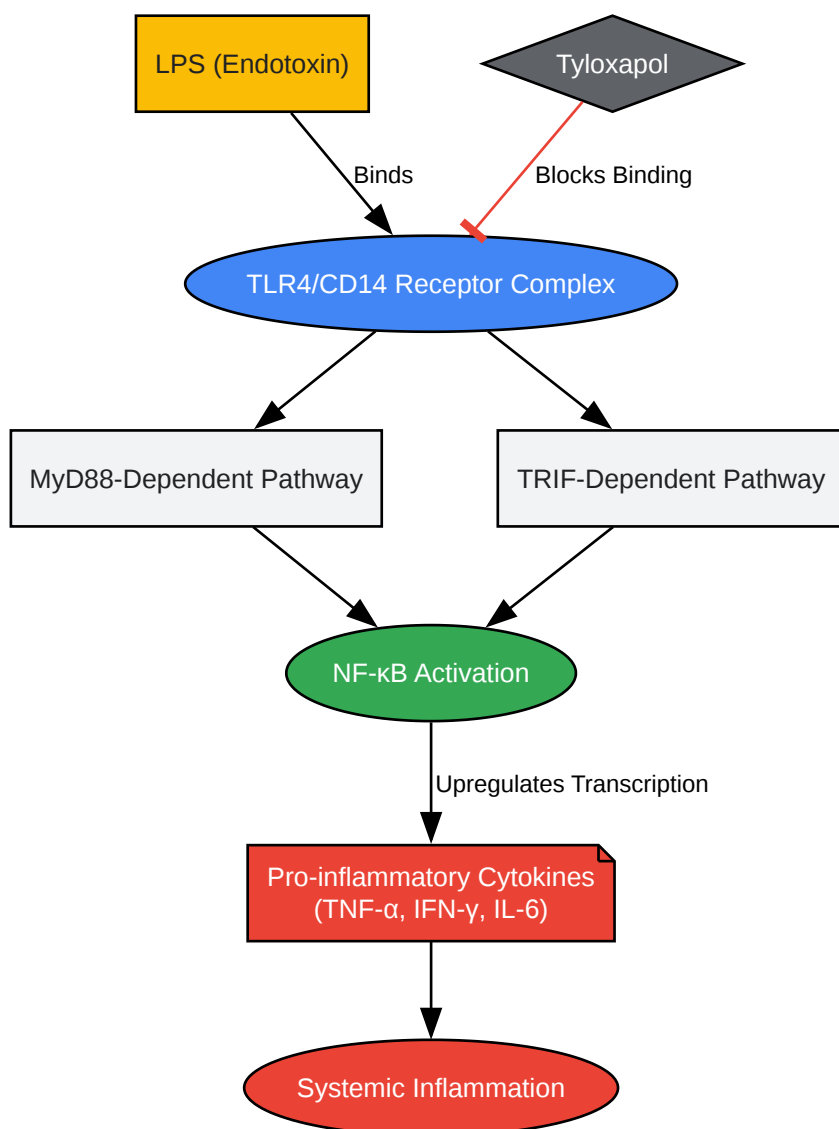 LPS (Endotoxin)
Tyloxapol
Binds
Blocks Binding
TLR4/CD14 Receptor Complex
MyD88-Dependent Pathway
TRIF-Dependent Pathway
NF-κB Activation
Upregulates Transcription
Pro-inflammatory Cytokines
(TNF-α, IFN-γ, IL-6)
Systemic Inflammation